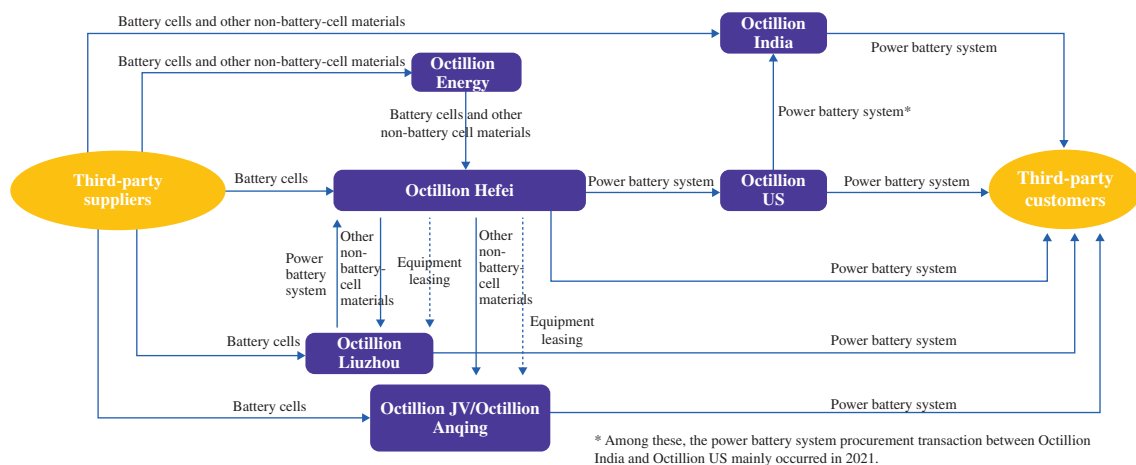 Battery cells and other non-battery-cell materials
Octillion
India
Power battery system
Battery cells and other non-battery-cell materials
Octillion
Energy
Battery cells and other
non-battery cell materials
Power battery system*
Third-party
suppliers
Battery cells
Octillion Hefei
Power battery system
Octillion
US
Power battery system
Third-party
customers
Power
battery
system
Other
non-
battery-
cell
materials
Equipment
leasing
Other
non-
battery-
cell
materials
Equipment
leasing
Power battery system
Battery cells
Octillion
Liuzhou
Power battery system
Battery cells
Octillion JV/Octillion
Anqing
Power battery system
* Among these, the power battery system procurement transaction between Octillion
India and Octillion US mainly occurred in 2021.